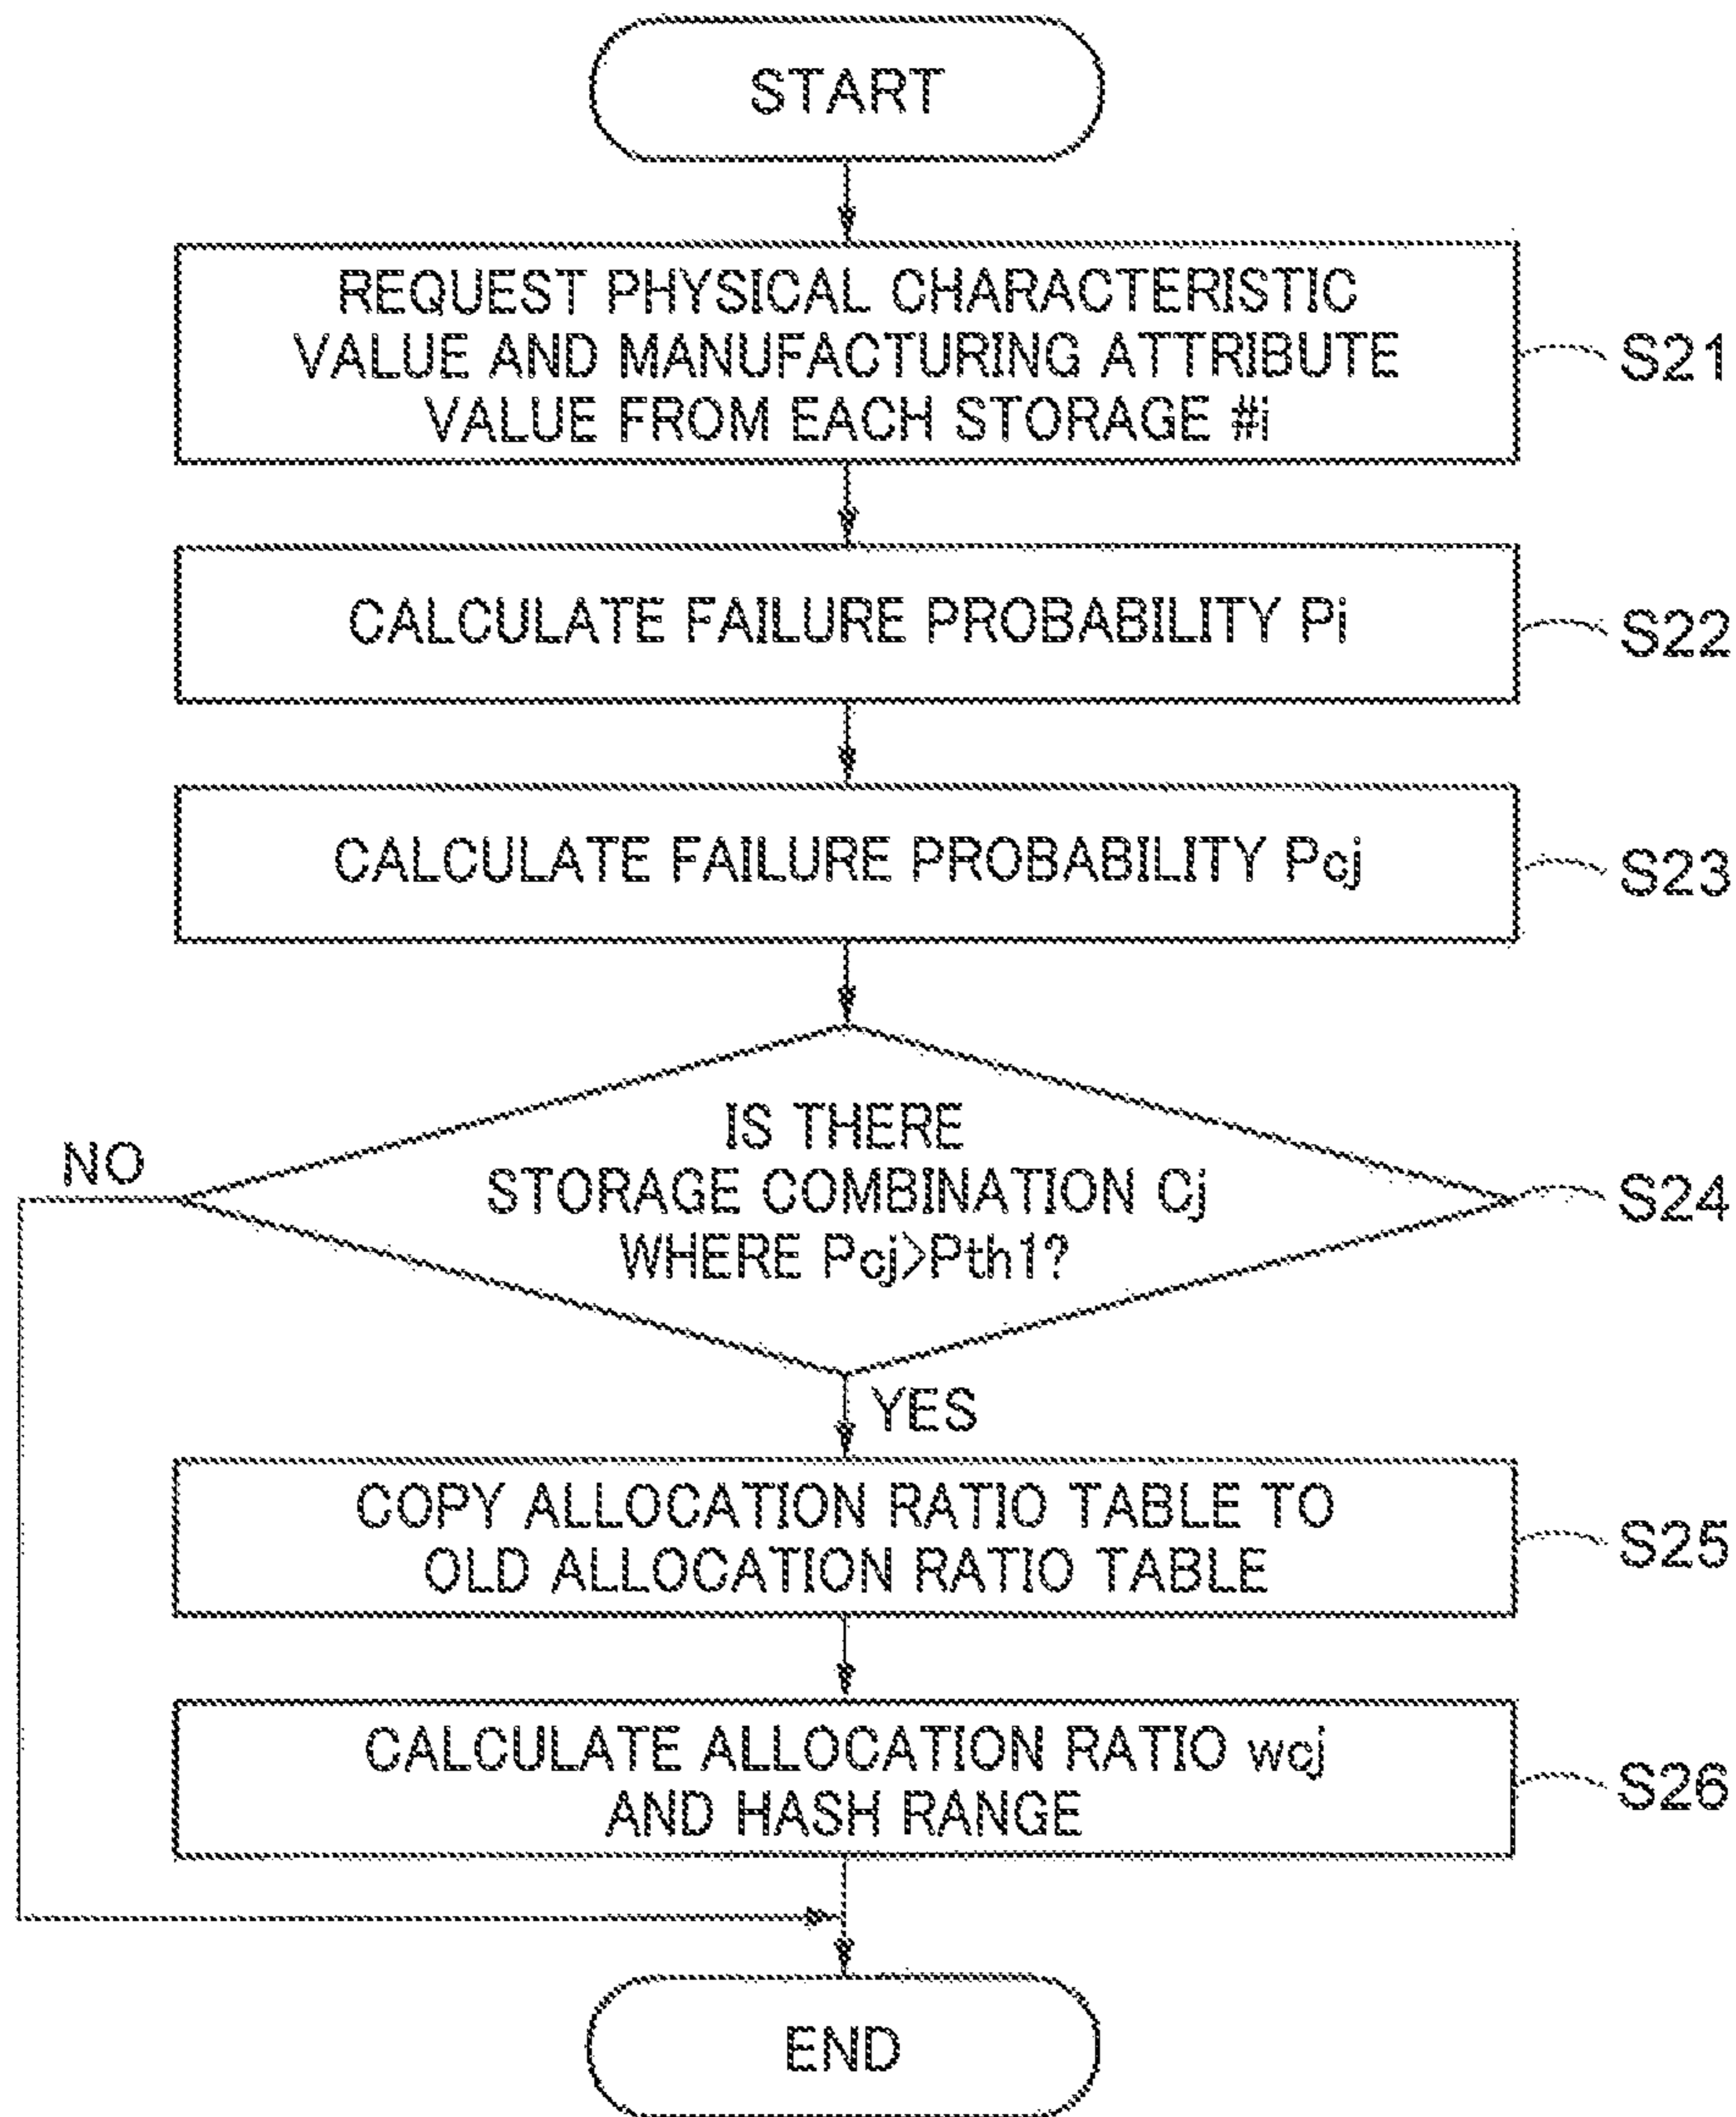 START
REQUEST PHYSICAL CHARACTERISTIC
VALUE AND MANUFACTURING ATTRIBUTE
VALUE FROM EACH STORAGE #i
S21
CALCULATE FAILURE PROBABILITY Pi
S22
CALCULATE FAILURE PROBABILITY Pcj
S23
IS THERE
STORAGE COMBINATION Cj
WHERE Pcj>Pth1?
NO
S24
YES
COPY ALLOCATION RATIO TABLE TO
OLD ALLOCATION RATIO TABLE
S25
CALCULATE ALLOCATION RATIO wcj
AND HASH RANGE
S26
END